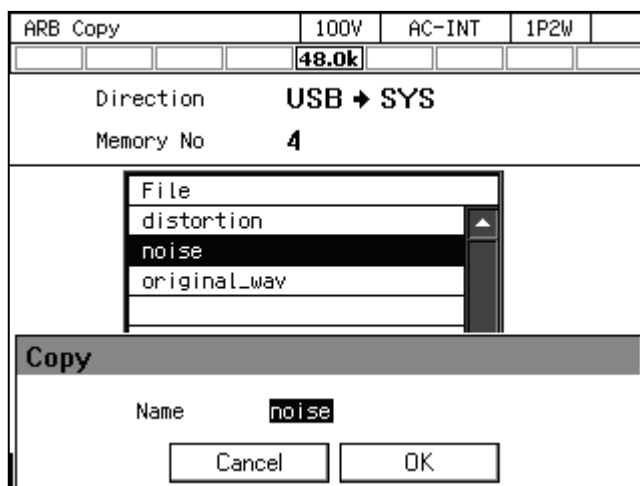 ARB Copy 100V AC-INT 1P2W
48.0k
Direction USB → SYS
Memory No 4
File
distortion
noise
original_wav
Copy
Name noise
Cancel OK